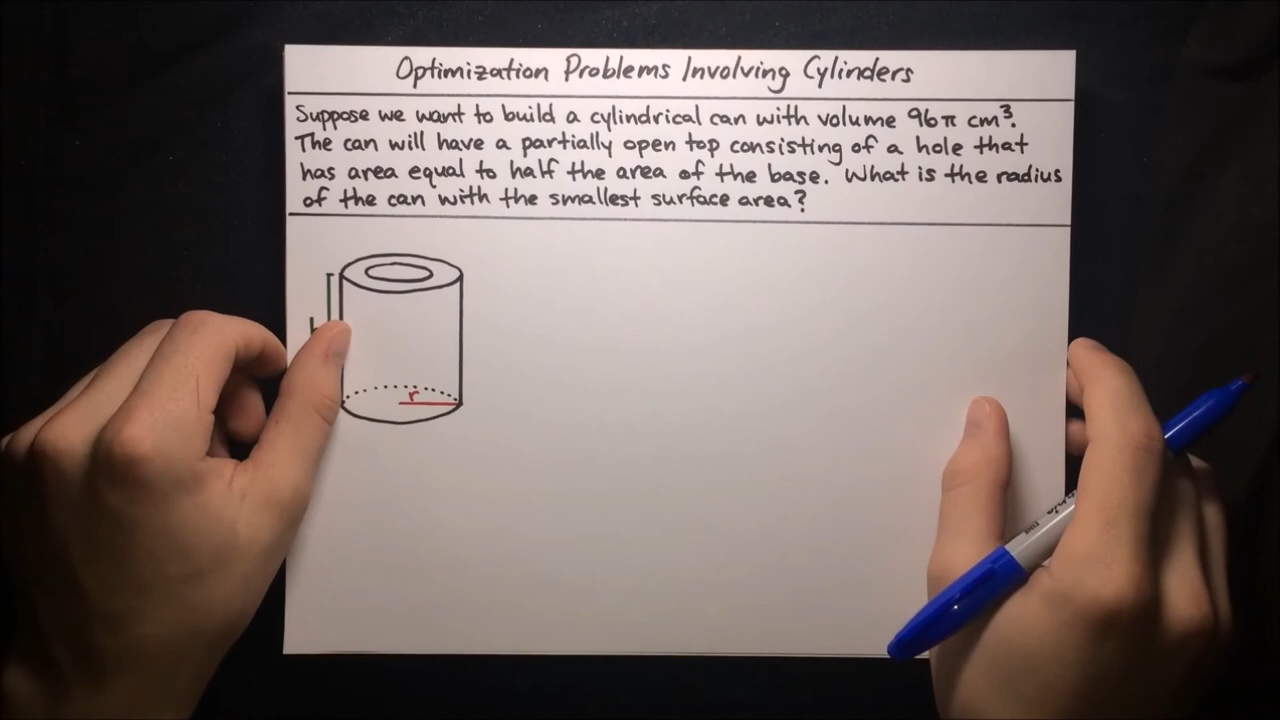 Optimization Problems Involving Cylinders
Suppose we want to build a cylindrical can with volume 96π cm³.
The can will have a partially open top consisting of a hole that
has area equal to half the area of the base. What is the radius
of the can with the smallest surface area?
r